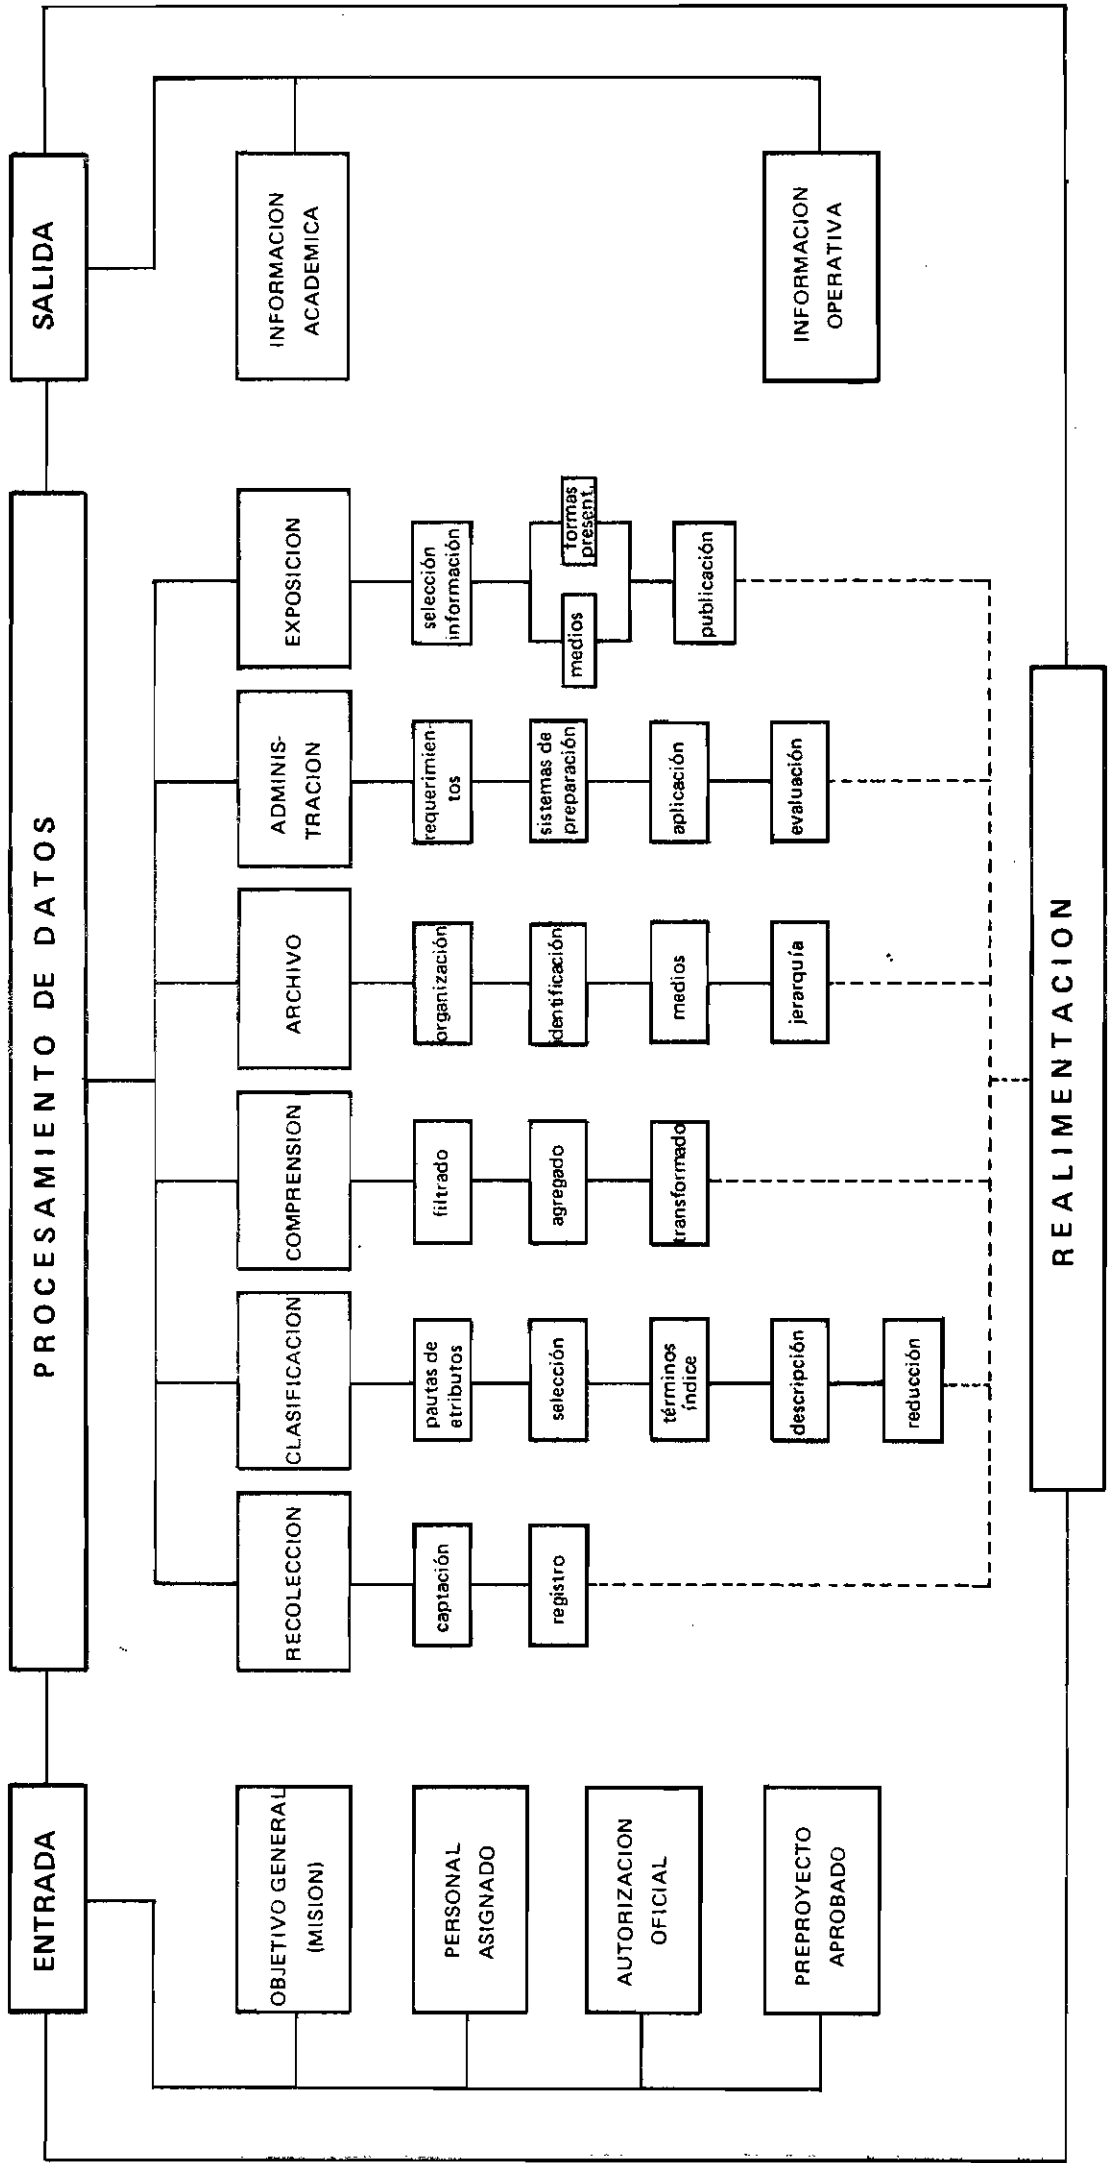 ENTRADA
OBJETIVO GENERAL
(MISION)
PERSONAL
ASIGNADO
AUTORIZACION
OFICIAL
PREPROYECTO
APROBADO
PROCESAMIENTO DE DATOS
RECOLECCION
captación
registro
CLASIFICACION
pautas de
atributos
selección
términos
índice
descripción
reducción
COMPRENSION
filtrado
agregado
transformado
ARCHIVO
organización
identificación
medios
jerarquía
ADMINIS-
TRACION
requerimien-
tos
sistemas de
preparación
aplicación
evaluación
EXPOSICION
selección
información
medios
formas
present.
publicación
SALIDA
INFORMACION
ACADEMICA
INFORMACION
OPERATIVA
REALIMENTACION